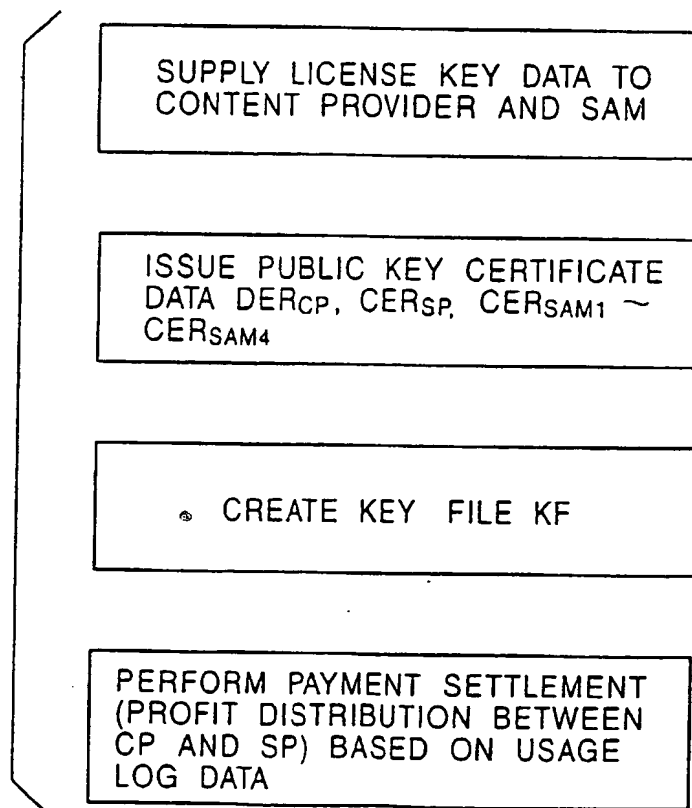 SUPPLY LICENSE KEY DATA TO
CONTENT PROVIDER AND SAM
ISSUE PUBLIC KEY CERTIFICATE
DATA DERCP, CERSP, CERSAM1 ~
CERSAM4
CREATE KEY FILE KF
PERFORM PAYMENT SETTLEMENT
(PROFIT DISTRIBUTION BETWEEN
CP AND SP) BASED ON USAGE
LOG DATA